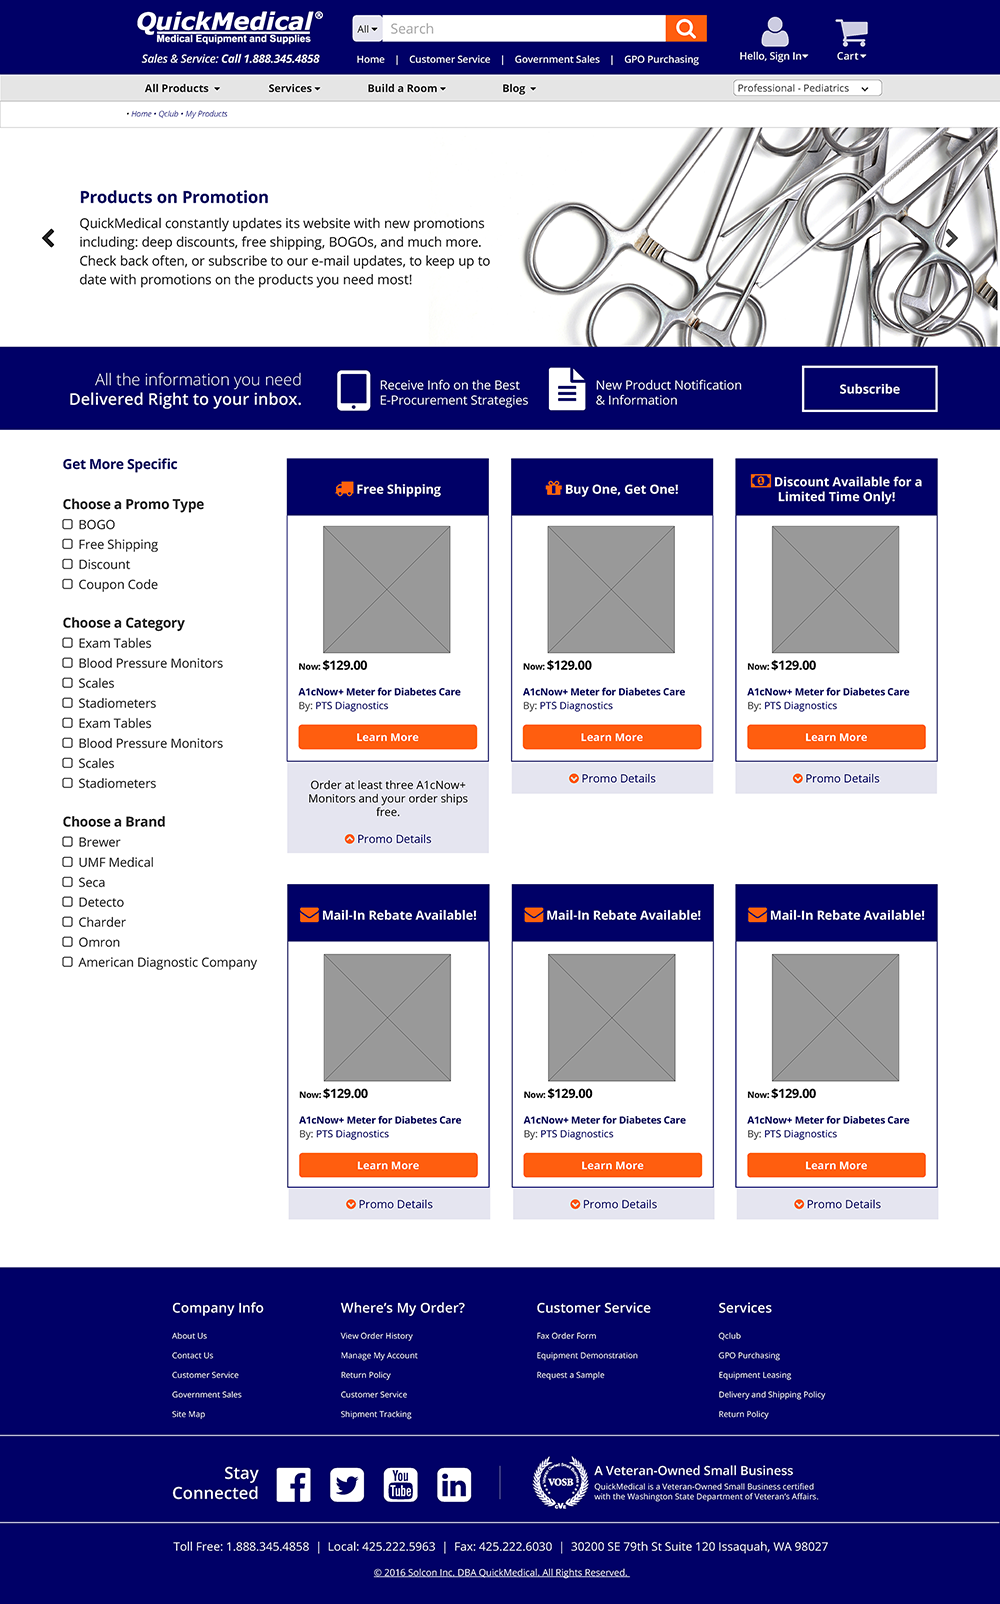 QuickMedical®
Medical Equipment and Supplies
Sales & Service: Call 1.888.345.4858
All
Search
Home | Customer Service | Government Sales | GPO Purchasing
Hello, Sign In
Cart
All Products
Services
Build a Room
Blog
Professional - Pediatrics
• Home • Qclub • My Products
Products on Promotion
QuickMedical constantly updates its website with new promotions
including: deep discounts, free shipping, BOGOs, and much more.
Check back often, or subscribe to our e-mail updates, to keep up to
date with promotions on the products you need most!
All the information you need
Delivered Right to your inbox.
Receive Info on the Best
E-Procurement Strategies
New Product Notification
& Information
Subscribe
Get More Specific
Choose a Promo Type
BOGO
Free Shipping
Discount
Coupon Code
Choose a Category
Exam Tables
Blood Pressure Monitors
Scales
Stadiometers
Exam Tables
Blood Pressure Monitors
Scales
Stadiometers
Choose a Brand
Brewer
UMF Medical
Seca
Detecto
Charder
Omron
American Diagnostic Company
Free Shipping
Now: $129.00
A1cNow+ Meter for Diabetes Care
By: PTS Diagnostics
Learn More
Order at least three A1cNow+
Monitors and your order ships
free.
Promo Details
Buy One, Get One!
Now: $129.00
A1cNow+ Meter for Diabetes Care
By: PTS Diagnostics
Learn More
Promo Details
Discount Available for a
Limited Time Only!
Now: $129.00
A1cNow+ Meter for Diabetes Care
By: PTS Diagnostics
Learn More
Promo Details
Mail-In Rebate Available!
Now: $129.00
A1cNow+ Meter for Diabetes Care
By: PTS Diagnostics
Learn More
Promo Details
Mail-In Rebate Available!
Now: $129.00
A1cNow+ Meter for Diabetes Care
By: PTS Diagnostics
Learn More
Promo Details
Mail-In Rebate Available!
Now: $129.00
A1cNow+ Meter for Diabetes Care
By: PTS Diagnostics
Learn More
Promo Details
Company Info
About Us
Contact Us
Customer Service
Government Sales
Site Map
Where's My Order?
View Order History
Manage My Account
Return Policy
Customer Service
Shipment Tracking
Customer Service
Fax Order Form
Equipment Demonstration
Request a Sample
Services
Qclub
GPO Purchasing
Equipment Leasing
Delivery and Shipping Policy
Return Policy
Stay
Connected
You
Tube
in
VOSB
A Veteran-Owned Small Business
QuickMedical is a Veteran-Owned Small Business certified
with the Washington State Department of Veteran's Affairs.
Toll Free: 1.888.345.4858 | Local: 425.222.5963 | Fax: 425.222.6030 | 30200 SE 79th St Suite 120 Issaquah, WA 98027
© 2016 Solcon Inc. DBA QuickMedical. All Rights Reserved.